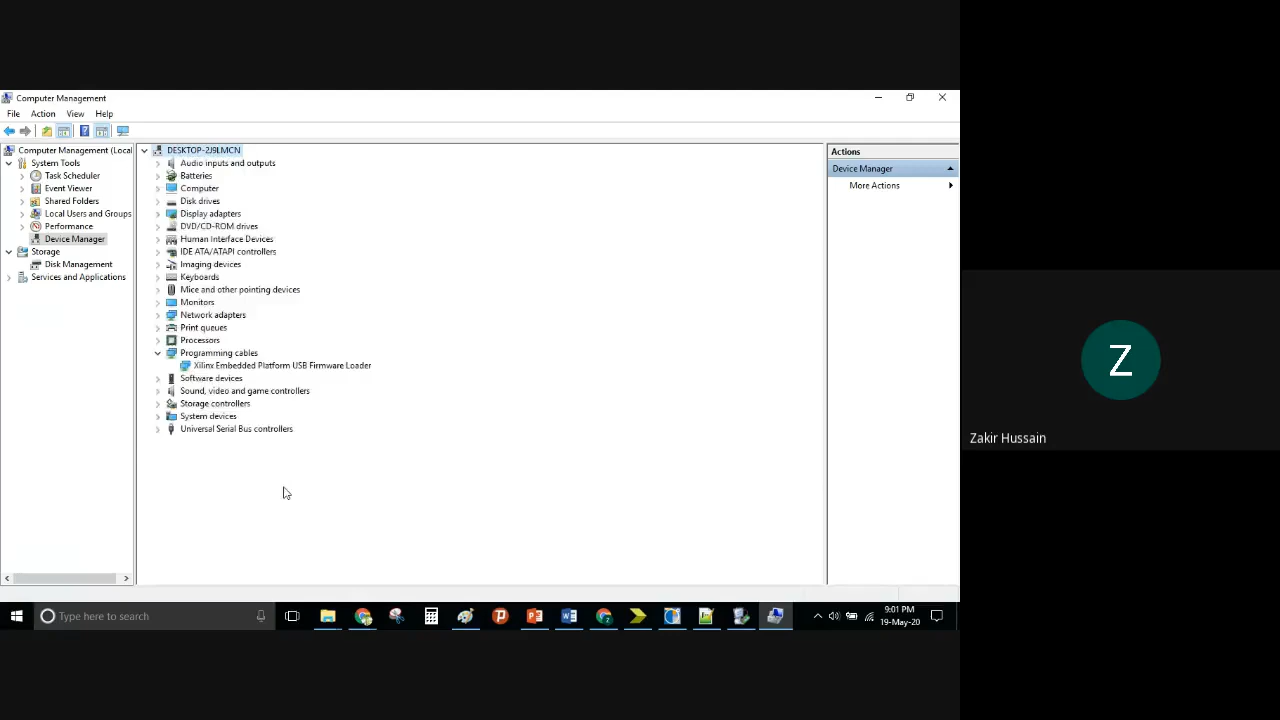 Computer Management
File Action View Help
Computer Management (Local
System Tools
Task Scheduler
Event Viewer
Shared Folders
Local Users and Groups
Performance
Device Manager
Storage
Disk Management
Services and Applications
DESKTOP-2J9LMCN
Audio inputs and outputs
Batteries
Computer
Disk drives
Display adapters
DVD/CD-ROM drives
Human Interface Devices
IDE ATA/ATAPI controllers
Imaging devices
Keyboards
Mice and other pointing devices
Monitors
Network adapters
Print queues
Processors
Programming cables
Xilinx Embedded Platform USB Firmware Loader
Software devices
Sound, video and game controllers
Storage controllers
System devices
Universal Serial Bus controllers
Actions
Device Manager
More Actions
Z
Zakir Hussain
Type here to search
9:01 PM
19-May-20